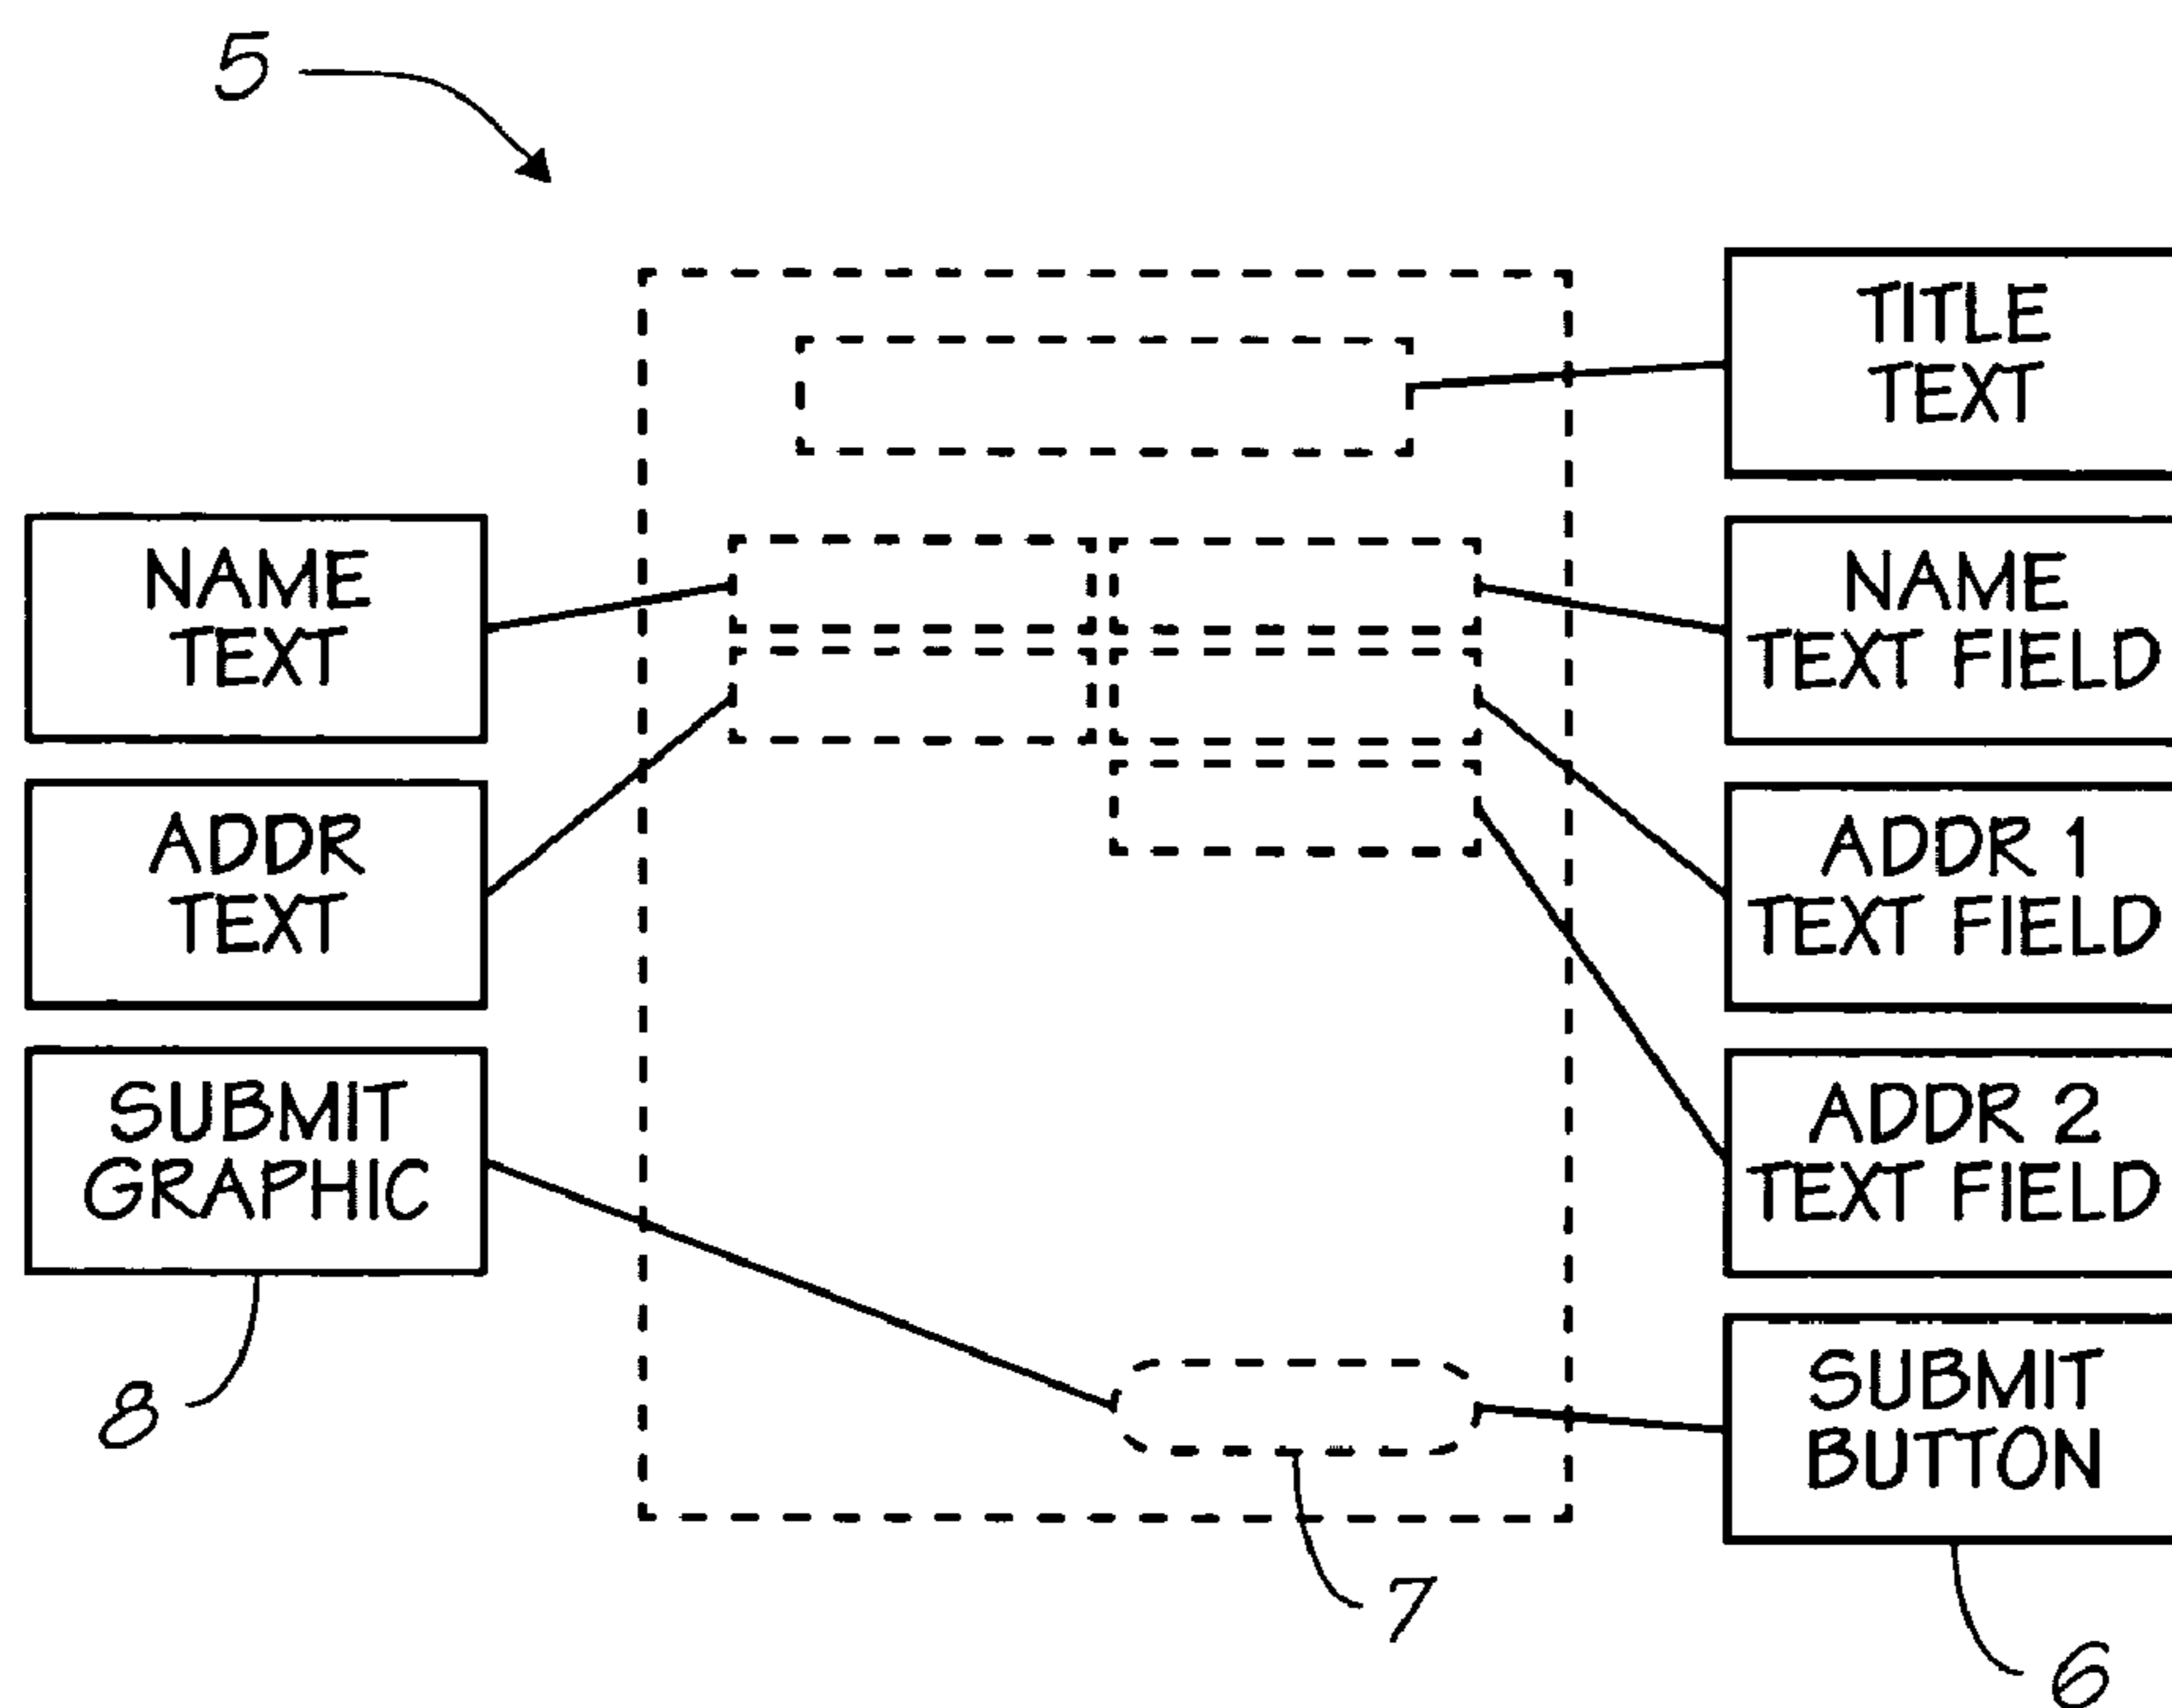 5
TITLE
TEXT
NAME
TEXT
NAME
TEXT FIELD
ADDR
TEXT
ADDR 1
TEXT FIELD
SUBMIT
GRAPHIC
ADDR 2
TEXT FIELD
SUBMIT
BUTTON
8
7
6